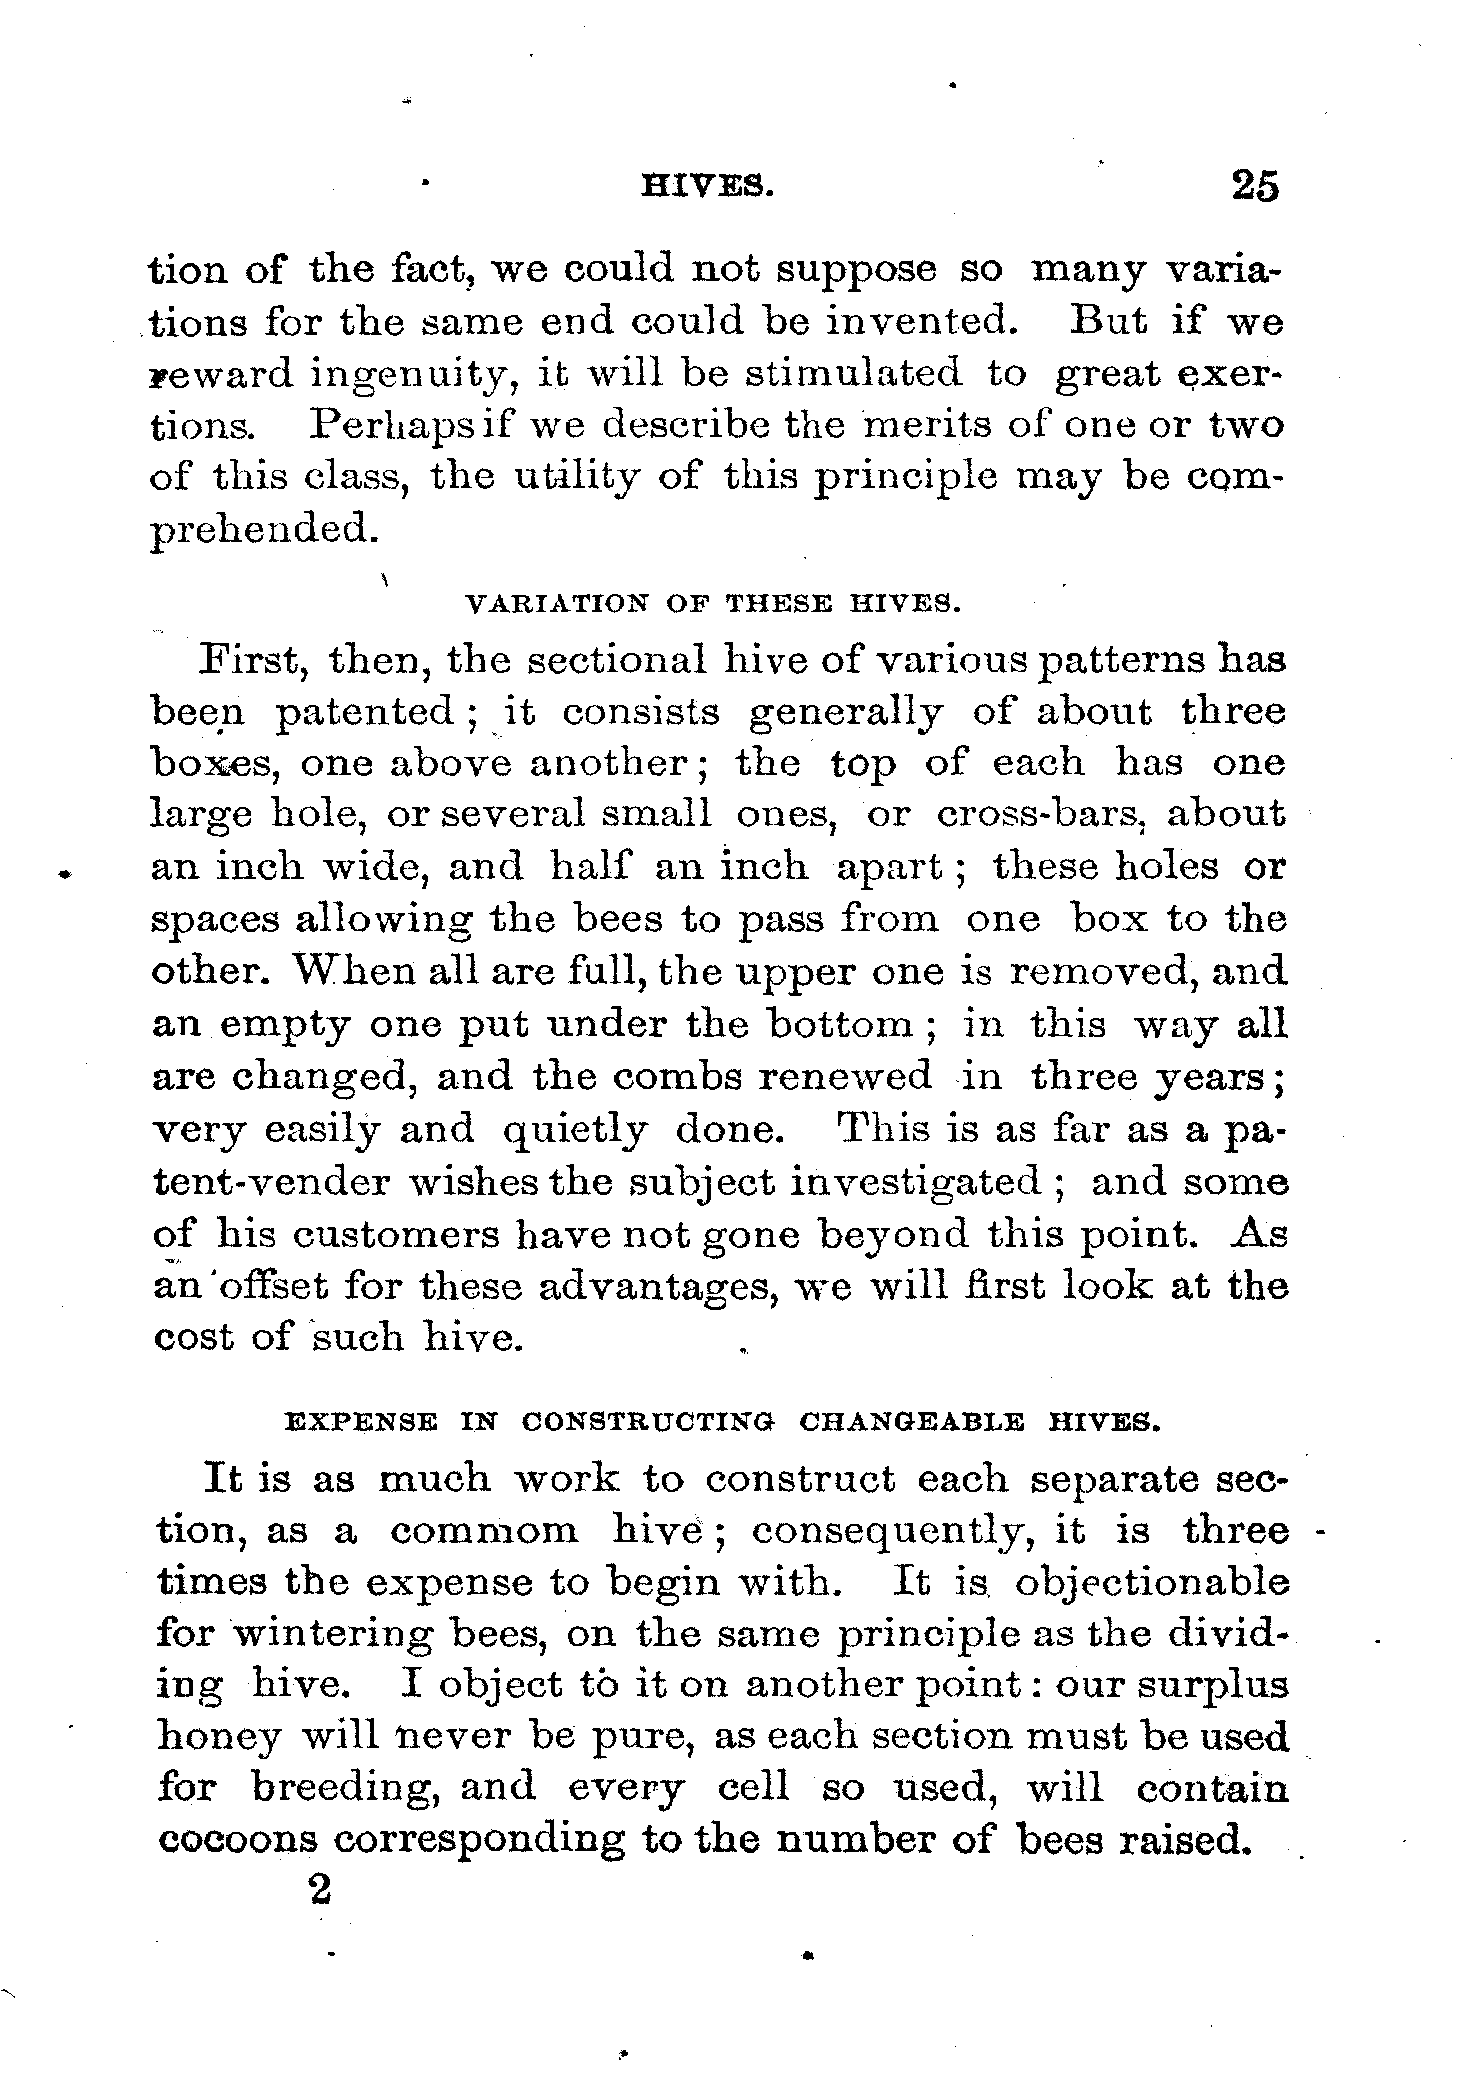 HIVES. 25
tion of the fact, we could not suppose so many varia-
tions for the same end could be invented. But if we
reward ingenuity, it will be stimulated to great exer-
tions. Perhaps if we describe the merits of one or two
of this class, the utility of this principle may be com-
prehended.
VARIATION OF THESE HIVES.
First, then, the sectional hive of various patterns has
been patented ; it consists generally of about three
boxes, one above another ; the top of each has one
large hole, or several small ones, or cross-bars, about
an inch wide, and half an inch apart ; these holes or
spaces allowing the bees to pass from one box to the
other. When all are full, the upper one is removed, and
an empty one put under the bottom ; in this way all
are changed, and the combs renewed in three years ;
very easily and quietly done. This is as far as a pa-
tent-vender wishes the subject investigated ; and some
of his customers have not gone beyond this point. As
an offset for these advantages, we will first look at the
cost of such hive.
EXPENSE IN CONSTRUCTING CHANGEABLE HIVES.
It is as much work to construct each separate sec-
tion, as a commom hive ; consequently, it is three
times the expense to begin with. It is objectionable
for wintering bees, on the same principle as the divid-
ing hive. I object to it on another point : our surplus
honey will never be pure, as each section must be used
for breeding, and every cell so used, will contain
cocoons corresponding to the number of bees raised.
2